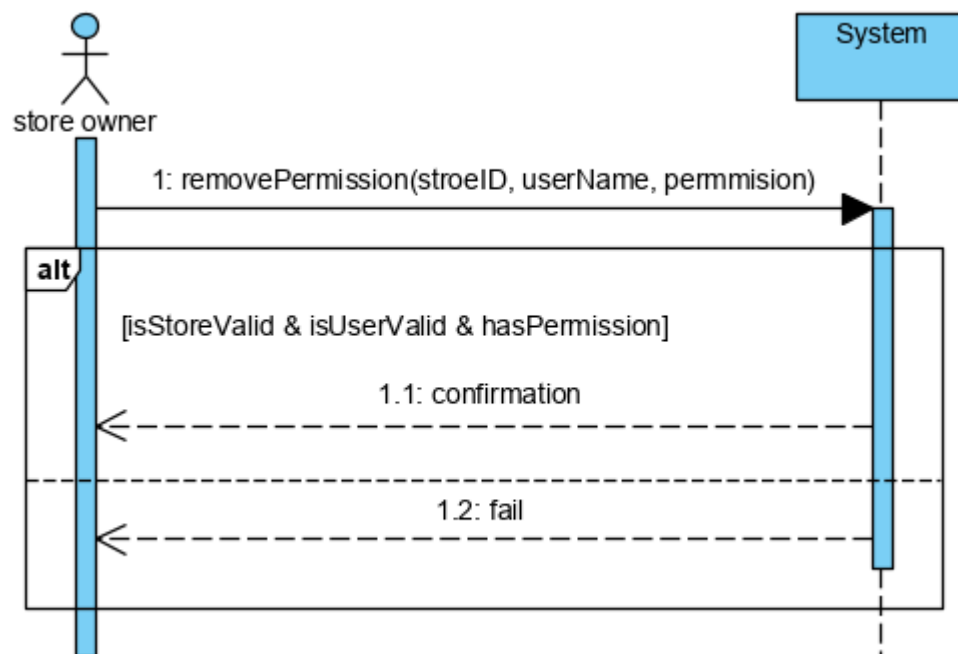 System
store owner
1: removePermission(stroeID, userName, permmision)
alt
[isStoreValid & isUserValid & hasPermission]
1.1: confirmation
1.2: fail